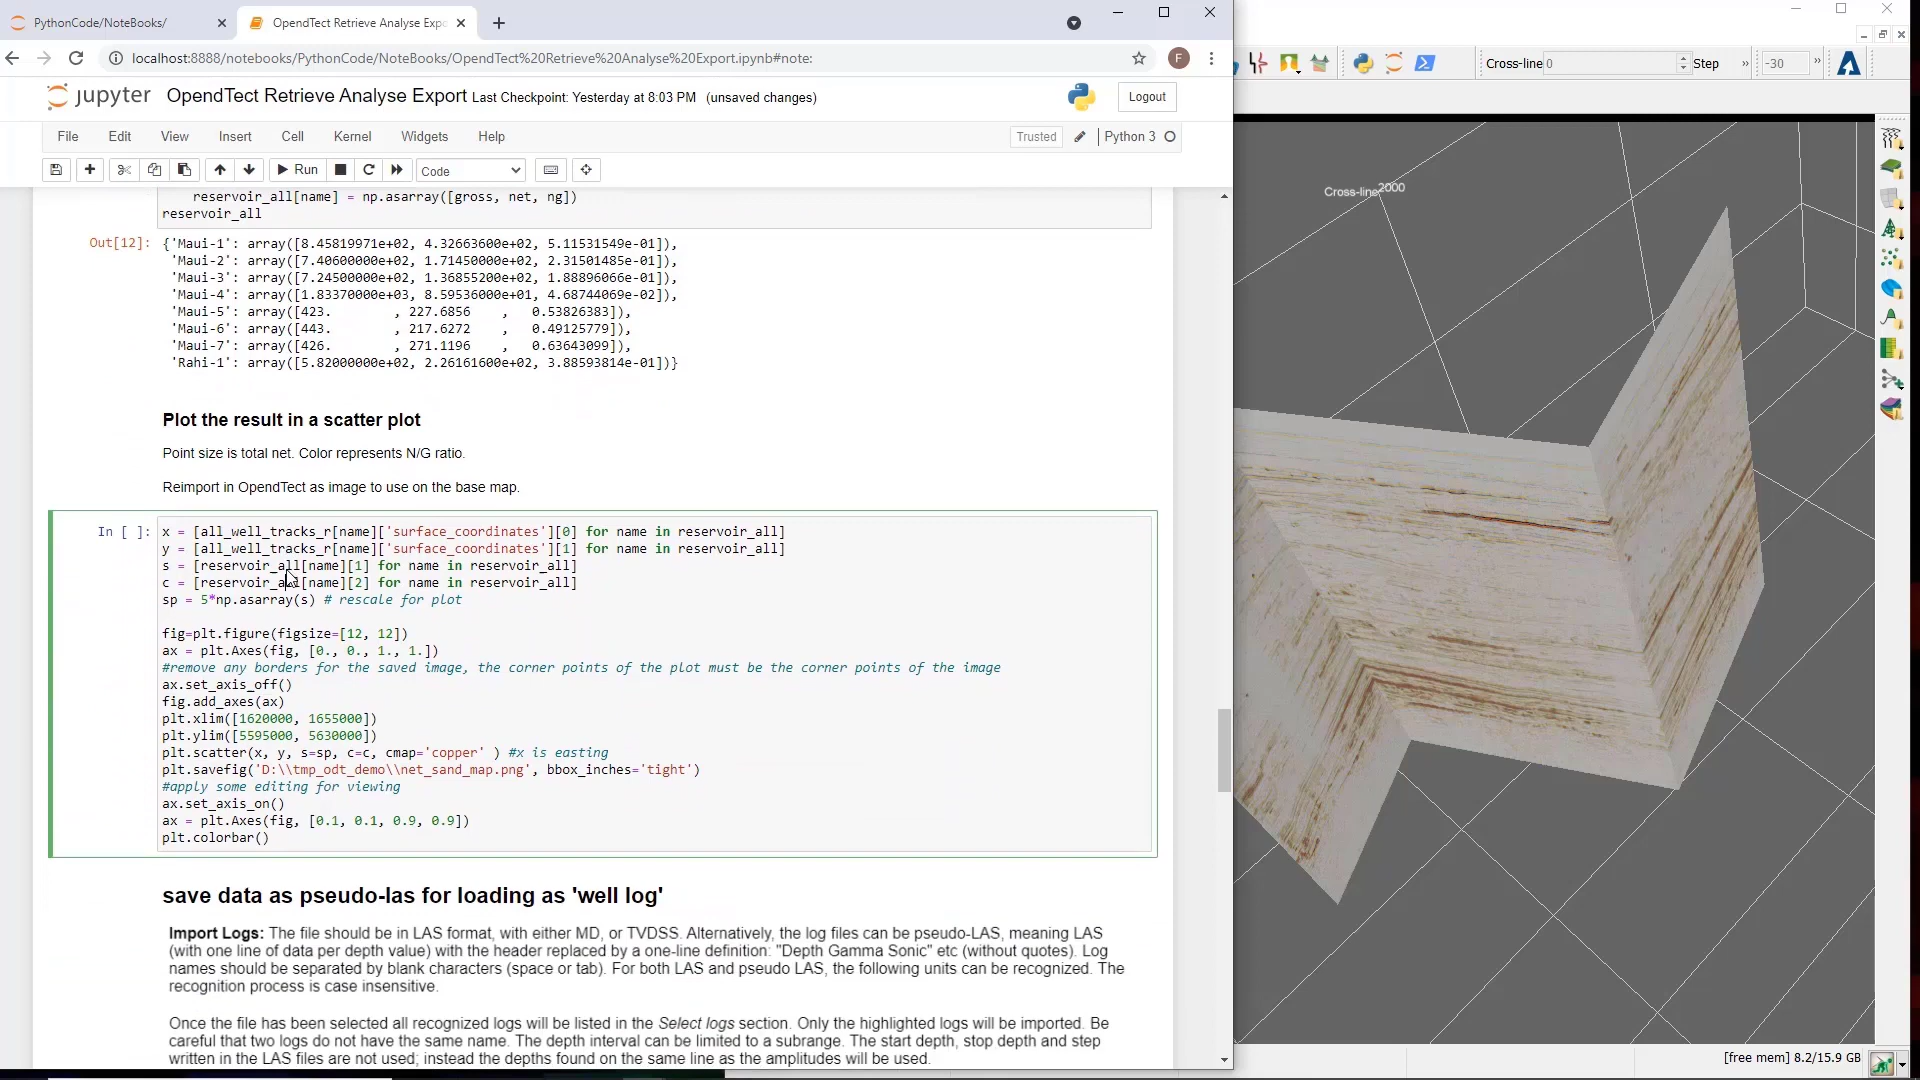 PythonCode/NoteBooks/
OpendTect Retrieve Analyse Expo
localhost:8888/notebooks/PythonCode/NoteBooks/OpendTect%20Retrieve%20Analyse%20Export.ipynb#note:
F
jupyter OpendTect Retrieve Analyse Export Last Checkpoint: Yesterday at 8:03 PM (unsaved changes)
Logout
File Edit View Insert Cell Kernel Widgets Help
Trusted Python 3
Run Code
reservoir_all[name] = np.asarray([gross, net, ng])
reservoir_all
Out[12]: {'Maui-1': array([8.45819971e+02, 4.32663600e+02, 5.11531549e-01]),
'Maui-2': array([7.40600000e+02, 1.71450000e+02, 2.31501485e-01]),
'Maui-3': array([7.24500000e+02, 1.36855200e+02, 1.88896066e-01]),
'Maui-4': array([1.83370000e+03, 8.59536000e+01, 4.68744069e-02]),
'Maui-5': array([423. , 227.6856 , 0.53826383]),
'Maui-6': array([443. , 217.6272 , 0.49125779]),
'Maui-7': array([426. , 271.1196 , 0.63643099]),
'Rahi-1': array([5.82000000e+02, 2.26161600e+02, 3.88593814e-01])}
Plot the result in a scatter plot
Point size is total net. Color represents N/G ratio.
Reimport in OpendTect as image to use on the base map.
In [ ]: x = [all_well_tracks_r[name]['surface_coordinates'][0] for name in reservoir_all]
y = [all_well_tracks_r[name]['surface_coordinates'][1] for name in reservoir_all]
s = [reservoir_all[name][1] for name in reservoir_all]
c = [reservoir_all[name][2] for name in reservoir_all]
sp = 5*np.asarray(s) # rescale for plot
fig=plt.figure(figsize=[12, 12])
ax = plt.Axes(fig, [0., 0., 1., 1.])
#remove any borders for the saved image, the corner points of the plot must be the corner points of the image
ax.set_axis_off()
fig.add_axes(ax)
plt.xlim([1620000, 1655000])
plt.ylim([5595000, 5630000])
plt.scatter(x, y, s=sp, c=c, cmap='copper' ) #x is easting
plt.savefig('D:\\tmp_odt_demo\\net_sand_map.png', bbox_inches='tight')
#apply some editing for viewing
ax.set_axis_on()
ax = plt.Axes(fig, [0.1, 0.1, 0.9, 0.9])
plt.colorbar()
save data as pseudo-las for loading as 'well log'
Import Logs: The file should be in LAS format, with either MD, or TVDSS. Alternatively, the log files can be pseudo-LAS, meaning LAS
(with one line of data per depth value) with the header replaced by a one-line definition: "Depth Gamma Sonic" etc (without quotes). Log
names should be separated by blank characters (space or tab). For both LAS and pseudo LAS, the following units can be recognized. The
recognition process is case insensitive.
Once the file has been selected all recognized logs will be listed in the Select logs section. Only the highlighted logs will be imported. Be
careful that two logs do not have the same name. The depth interval can be limited to a subrange. The start depth, stop depth and step
written in the LAS files are not used; instead the depths found on the same line as the amplitudes will be used.
Cross-line 0 Step » -30 »
Cross-line 2000
[free mem] 8.2/15.9 GB